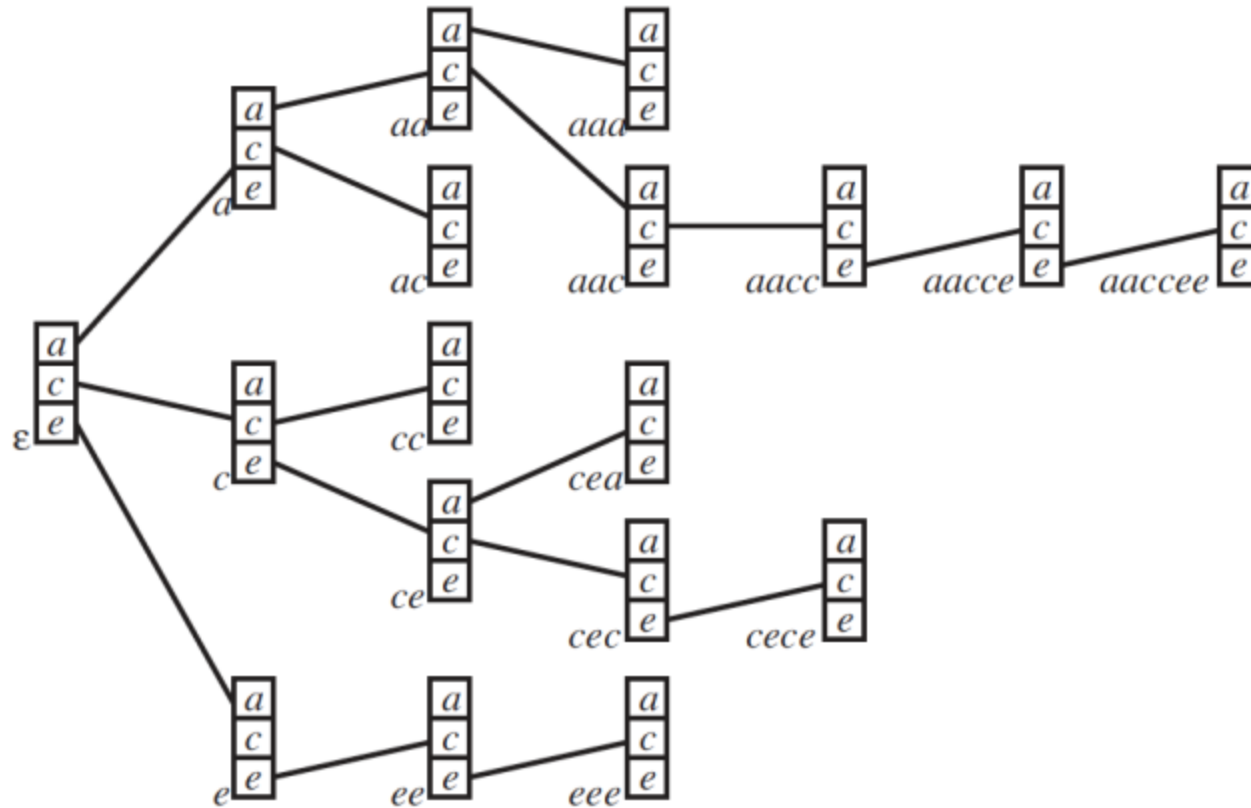 a a
c c
a e e
aa aaa
c
e a a a a a
a
c c c c c
e e e e e
ac aac aacc aacce aaccee
a a
c a c a
e c e c
ε cc
e e
c cea
a
c a a
e c c
ce
e e
cec cece
a a a
c c c
e e e
e ee eee